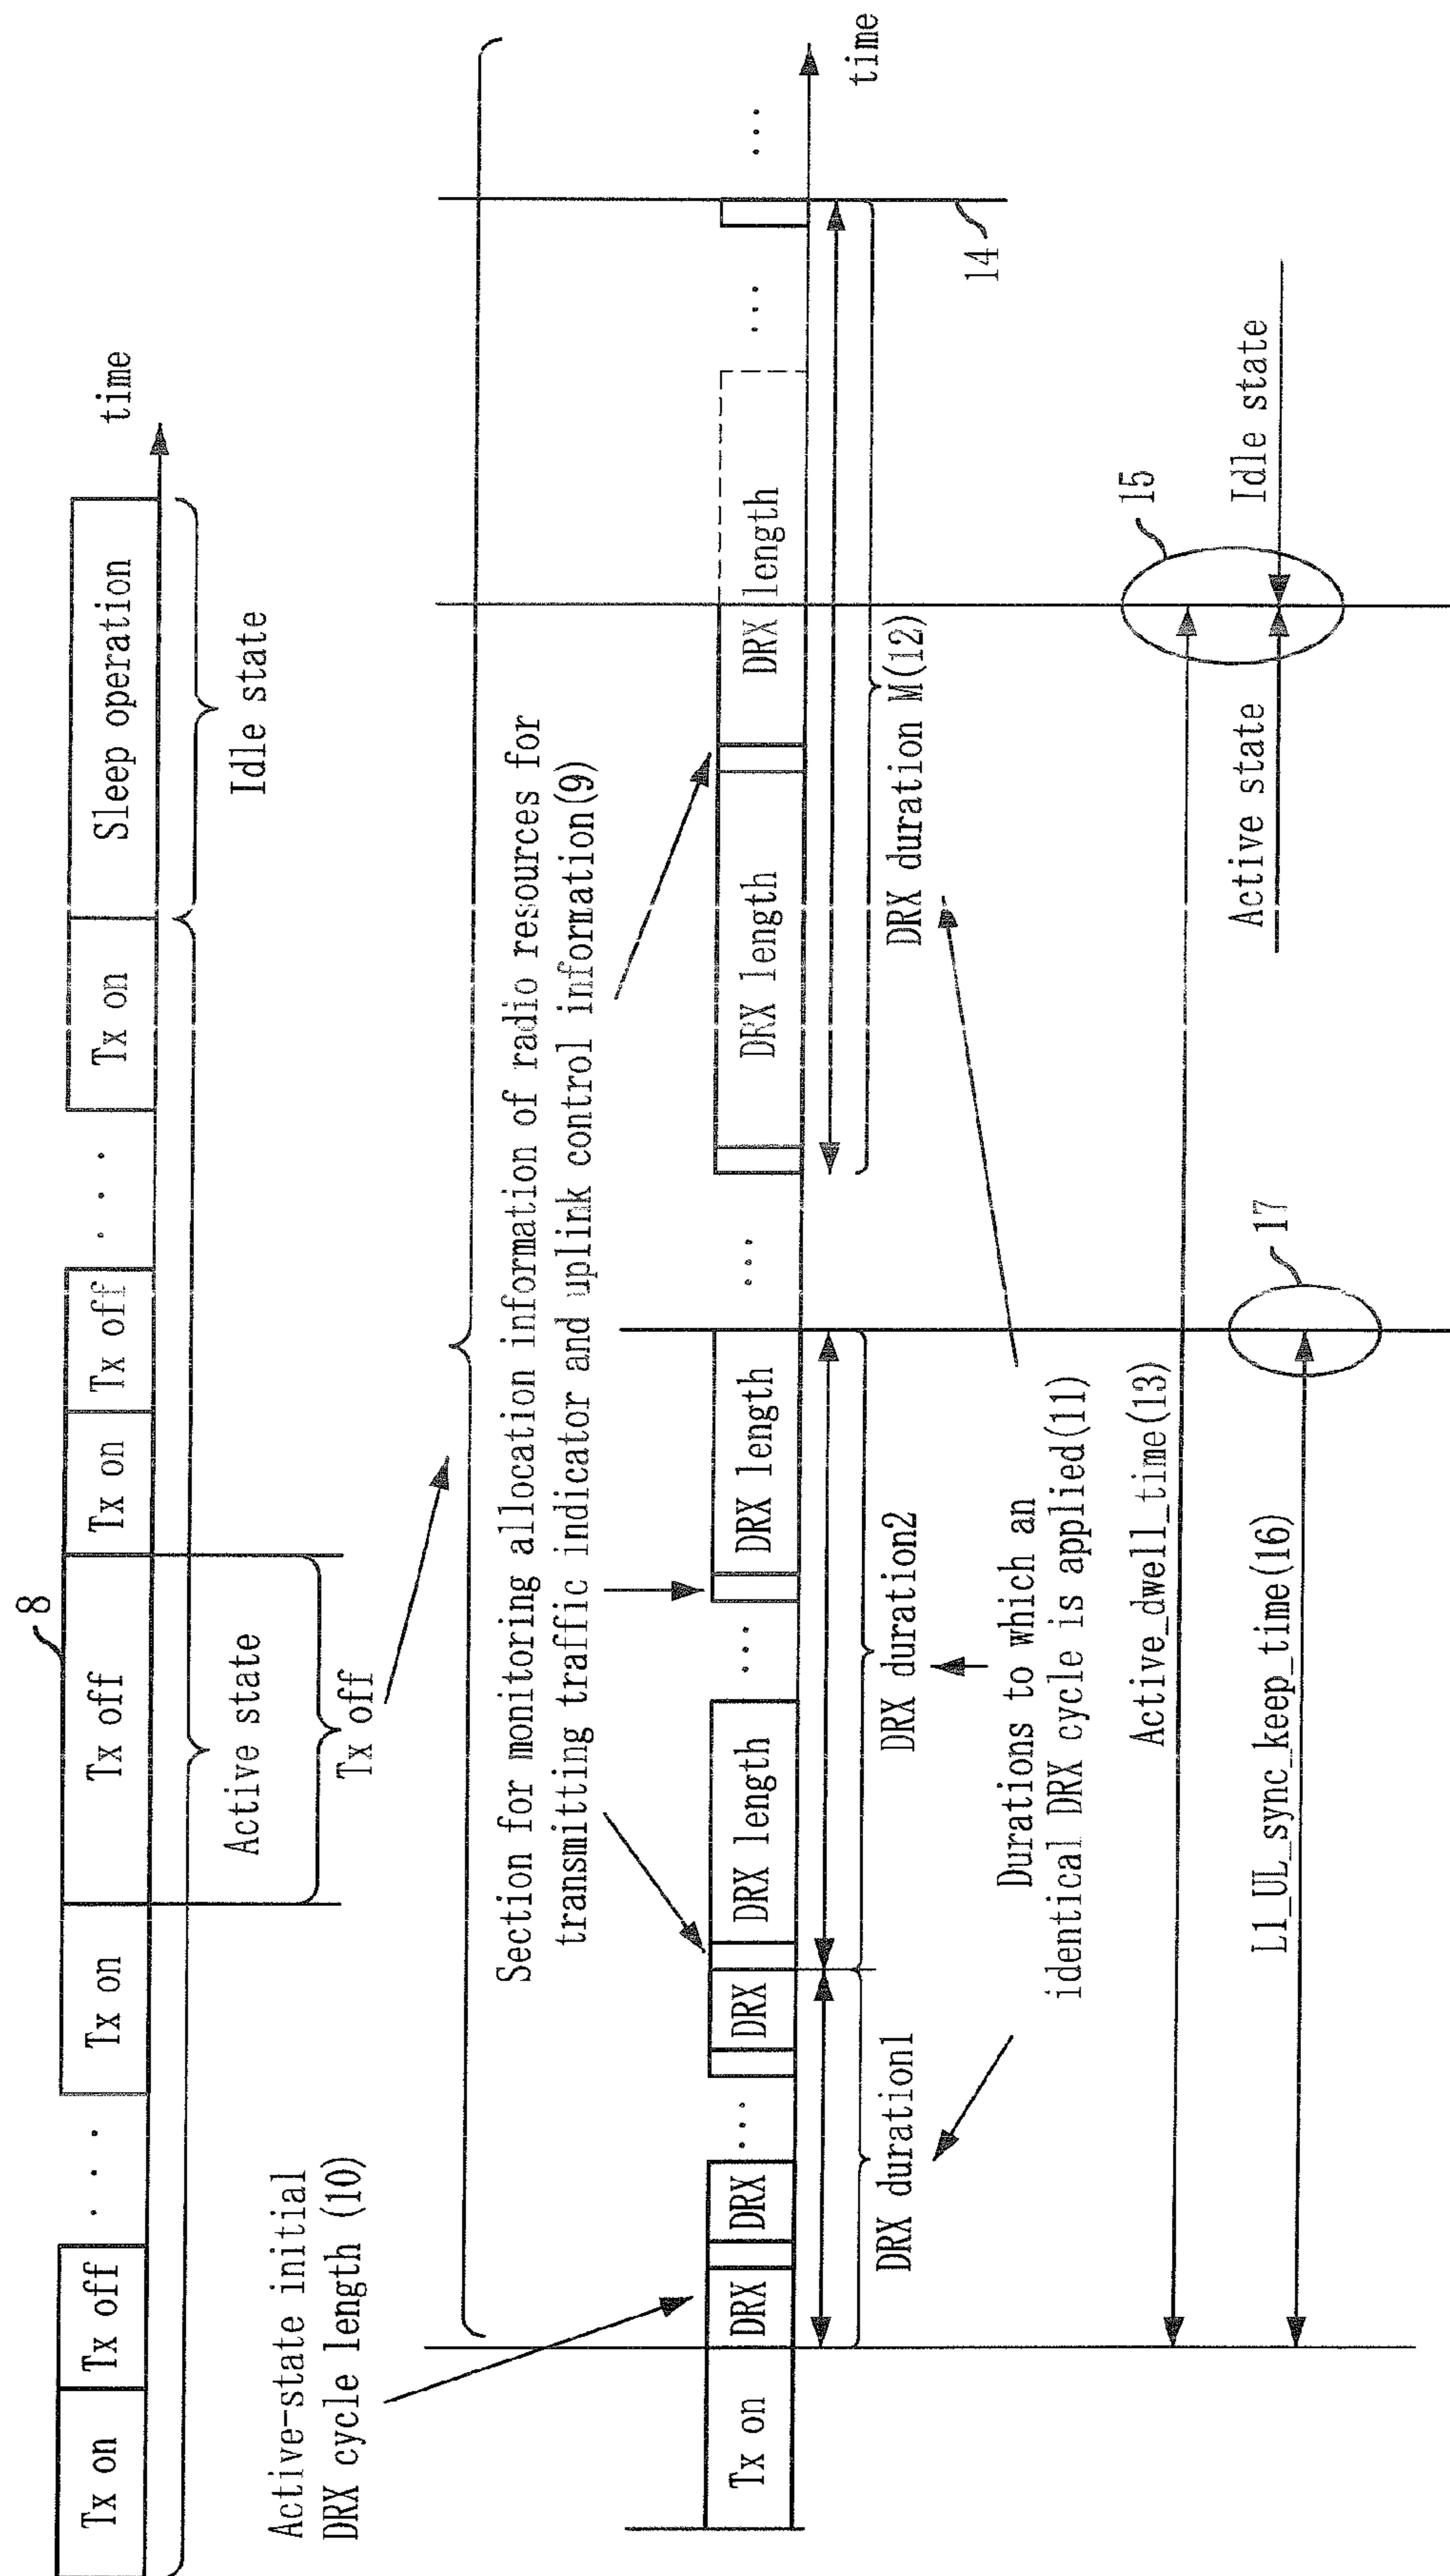 8
Tx on
Tx off
. . .
Tx on
Tx off
Tx on
Tx off
. . .
Tx on
Sleep operation
time
Active state
Idle state
Tx off
Active-state initial
DRX cycle length (10)
Section for monitoring allocation information of radio resources for
transmitting traffic indicator and uplink control information(9)
Tx on
DRX
DRX
...
DRX
DRX length
...
DRX length
...
DRX length
DRX length
...
...
time
DRX duration1
DRX duration2
DRX duration M(12)
14
Durations to which an
identical DRX cycle is applied(11)
Active_dwell_time(13)
15
L1_UL_sync_keep_time(16)
17
Active state
Idle state